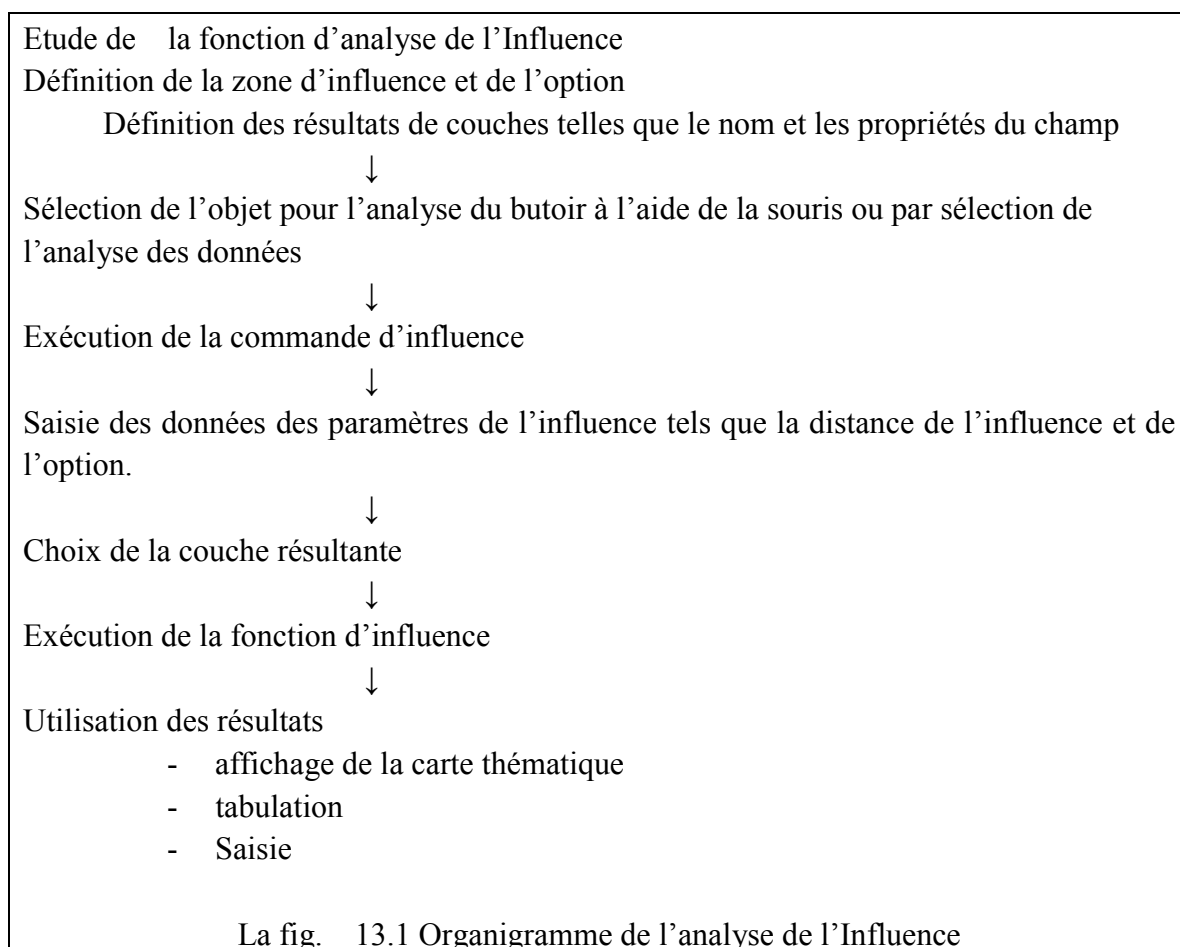 Etude de la fonction d’analyse de l’Influence
Définition de la zone d’influence et de l’option
Définition des résultats de couches telles que le nom et les propriétés du champ
↓
Sélection de l’objet pour l’analyse du butoir à l’aide de la souris ou par sélection de
l’analyse des données
↓
Exécution de la commande d’influence
↓
Saisie des données des paramètres de l’influence tels que la distance de l’influence et de
l’option.
↓
Choix de la couche résultante
↓
Exécution de la fonction d’influence
↓
Utilisation des résultats
- affichage de la carte thématique
- tabulation
- Saisie
La fig. 13.1 Organigramme de l’analyse de l’Influence